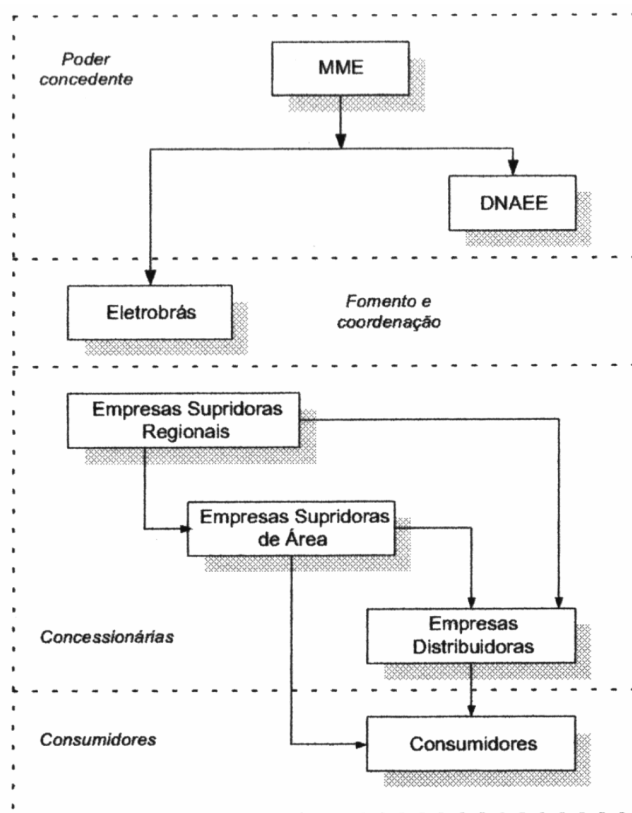 Poder
concedente
MME
DNAEE
Eletrobrás
Fomento e
coordenação
Empresas Supridoras
Regionais
Empresas Supridoras
de Área
Empresas
Distribuidoras
Concessionárias
Consumidores
Consumidores